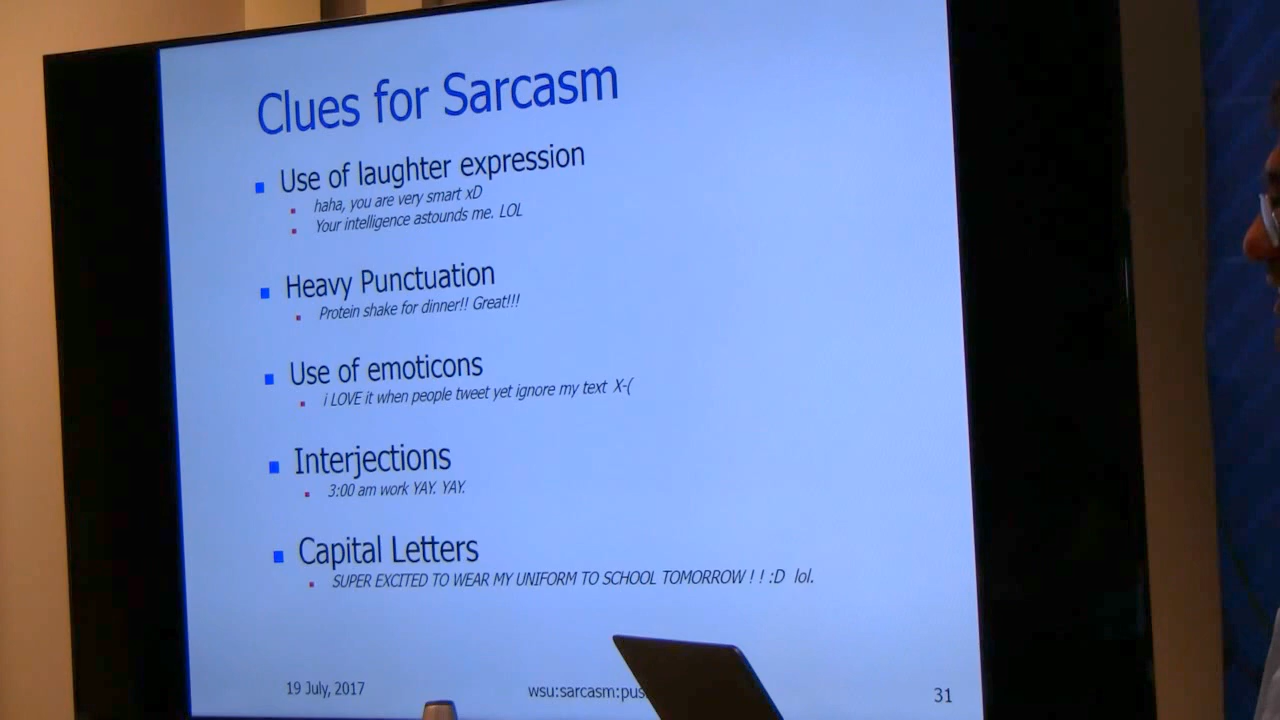 Clues for Sarcasm
Use of laughter expression
haha, you are very smart xD
Your intelligence astounds me. LOL
Heavy Punctuation
Protein shake for dinner!! Great!!!
Use of emoticons
i LOVE it when people tweet yet ignore my text X-(
Interjections
3:00 am work YAY. YAY.
Capital Letters
SUPER EXCITED TO WEAR MY UNIFORM TO SCHOOL TOMORROW ! ! :D lol.
19 July, 2017
wsu:sarcasm:pus
31